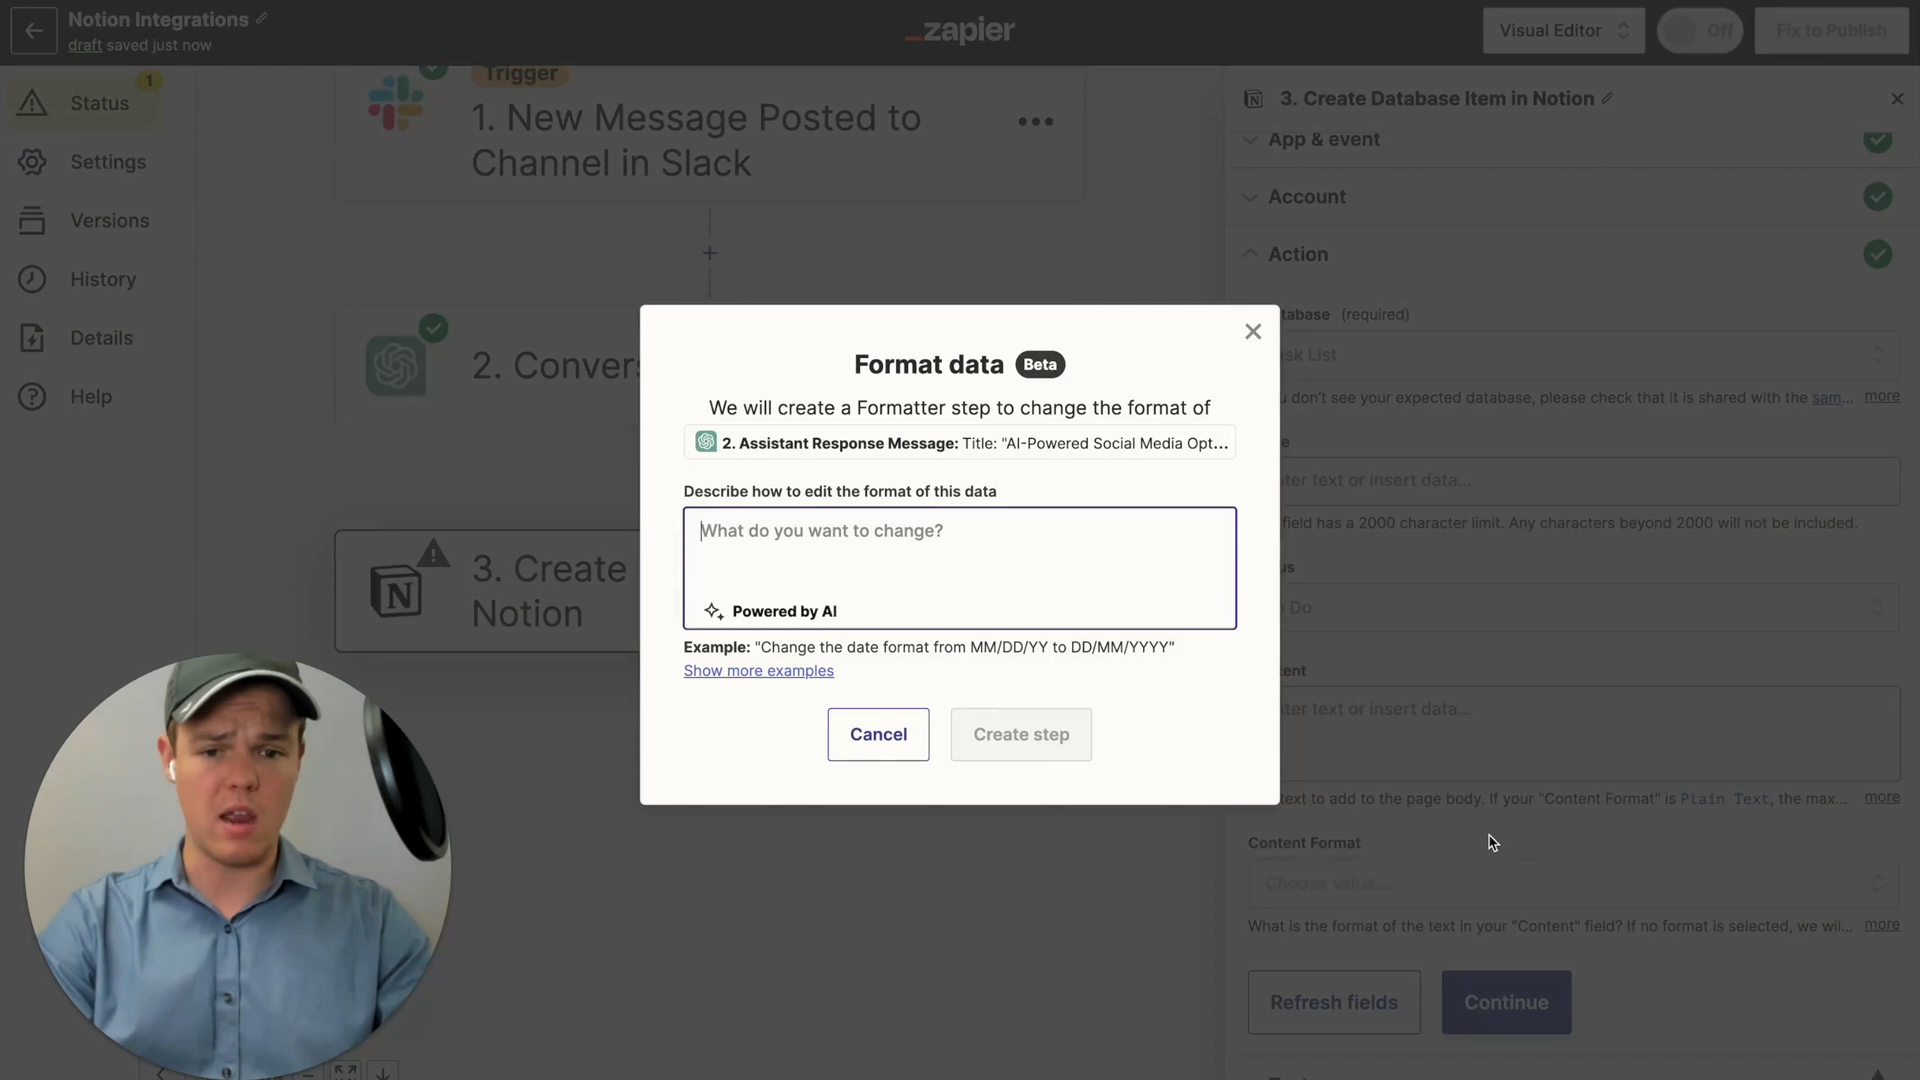 Notion Integrations
draft saved just now
zapier
Visual Editor
Off
Fix to Publish
Status
1
Settings
Versions
History
Details
Help
Trigger
1. New Message Posted to
Channel in Slack
2. Convers
3. Create
Notion
3. Create Database Item in Notion
App & event
Account
Action
tabase (required)
sk List
u don't see your expected database, please check that it is shared with the sam... more
ter text or insert data...
field has a 2000 character limit. Any characters beyond 2000 will not be included.
us
Do
ent
ter text or insert data...
text to add to the page body. If your "Content Format" is Plain Text, the max... more
Content Format
Choose value...
What is the format of the text in your "Content" field? If no format is selected, we wil... more
Refresh fields
Continue
Format data Beta
We will create a Formatter step to change the format of
2. Assistant Response Message: Title: "AI-Powered Social Media Opt...
Describe how to edit the format of this data
What do you want to change?
Powered by AI
Example: "Change the date format from MM/DD/YY to DD/MM/YYYY"
Show more examples
Cancel
Create step